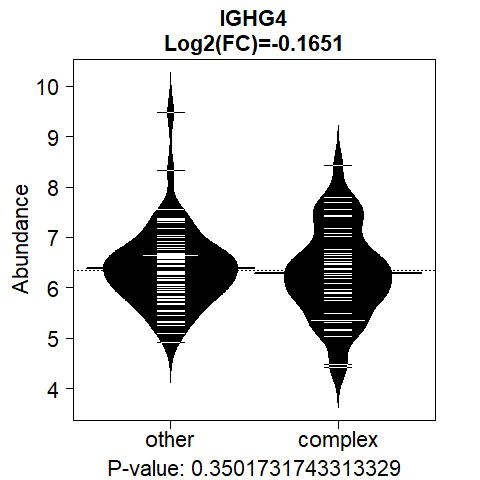 IGHG4
Log2(FC)=-0.1651
Abundance
10
9
8
7
6
5
4
other complex
P-value: 0.3501731743313329